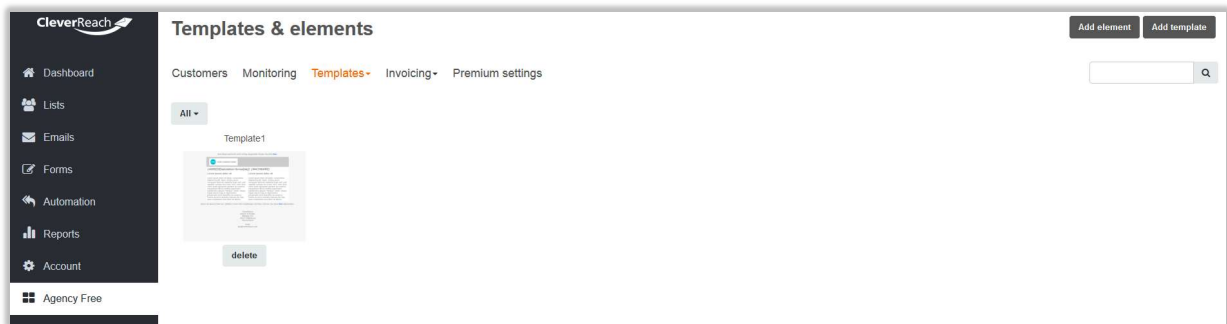 CleverReach
Templates & elements
Add element
Add template
Dashboard
Customers Monitoring Templates Invoicing Premium settings
Lists
All
Emails
Template1
Forms
Automation
Reports
delete
Account
Agency Free